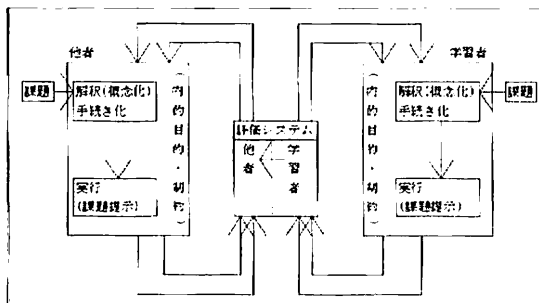 他者
学習者
課題
解釈(概念化)
手続き化
(内的目的・制約)
実行
(課題提示)
評価システム
他者
学習者
(内的目的・制約)
解釈(概念化)
手続き化
課題
実行
(課題提示)